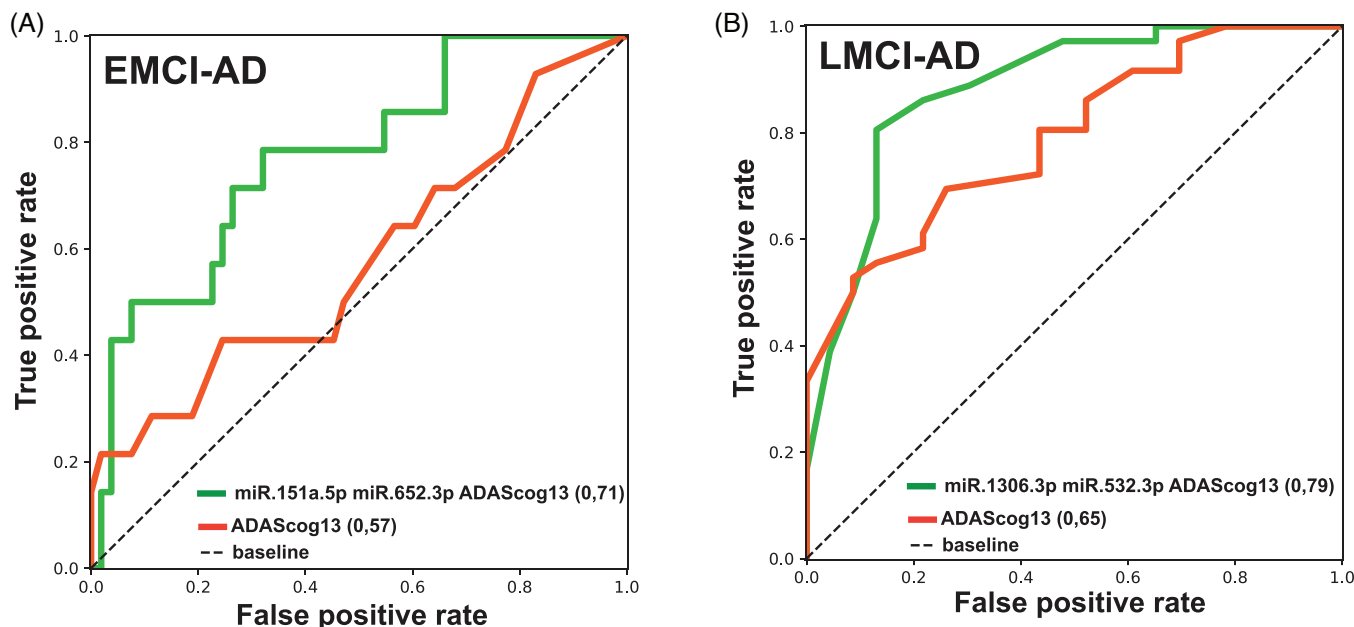 (A)
EMCI-AD
True positive rate
1.0
0.8
0.6
0.4
0.2
0.0
miR.151a.5p miR.652.3p ADAScog13 (0,71)
ADAScog13 (0,57)
baseline
0.0 0.2 0.4 0.6 0.8 1.0
False positive rate
(B)
LMCI-AD
True positive rate
1.0
0.8
0.6
0.4
0.2
0.0
miR.1306.3p miR.532.3p ADAScog13 (0,79)
ADAScog13 (0,65)
baseline
0.0 0.2 0.4 0.6 0.8 1.0
False positive rate